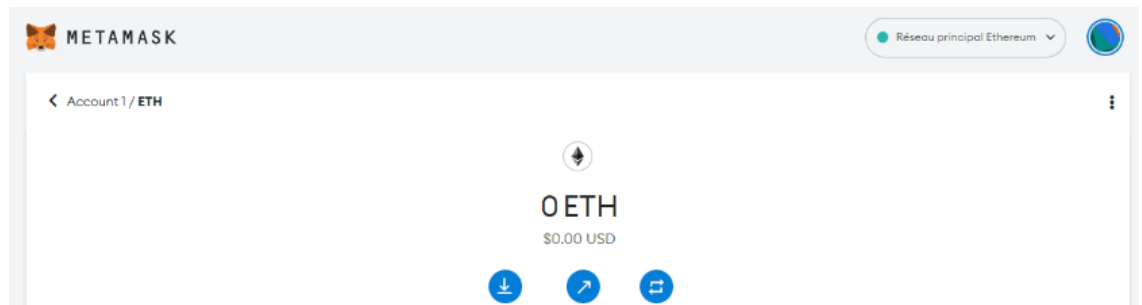 METAMASK
Réseau principal Ethereum
Account 1 / ETH
0 ETH
$0.00 USD